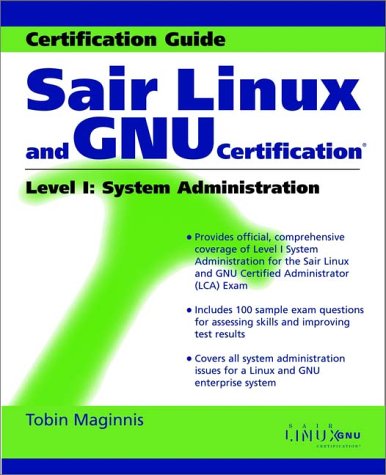 Certification Guide
Sair Linux
and GNU Certification®
Level I: System Administration
• Provides official, comprehensive
coverage of Level I System
Administration for the Sair Linux
and GNU Certified Administrator
(LCA) Exam
• Includes 100 sample exam questions
for assessing skills and improving
test results
• Covers all system administration
issues for a Linux and GNU
enterprise system
Tobin Maginnis
SAIR
LINUX GNU
CERTIFICATION®